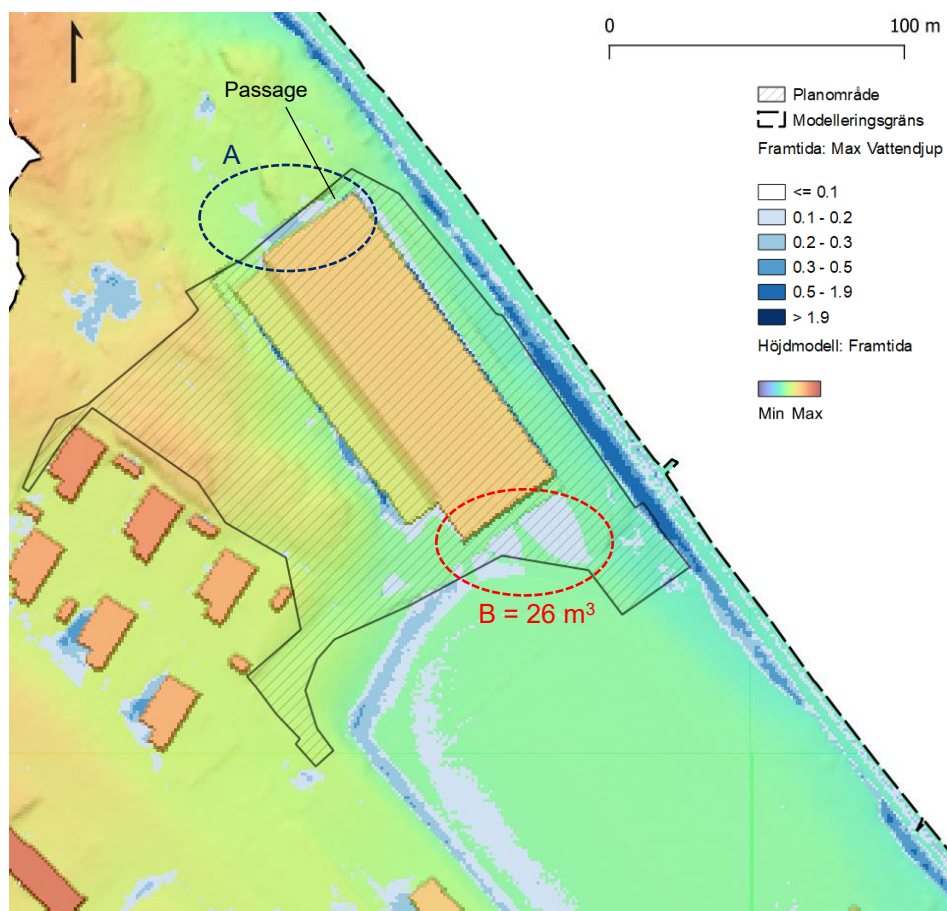 0
100 m
Passage
A
Planområde
Modelleringsgräns
Framtida: Max Vattendjup
<= 0.1
0.1 - 0.2
0.2 - 0.3
0.3 - 0.5
0.5 - 1.9
> 1.9
Höjdmodell: Framtida
Min Max
B = 26 m³